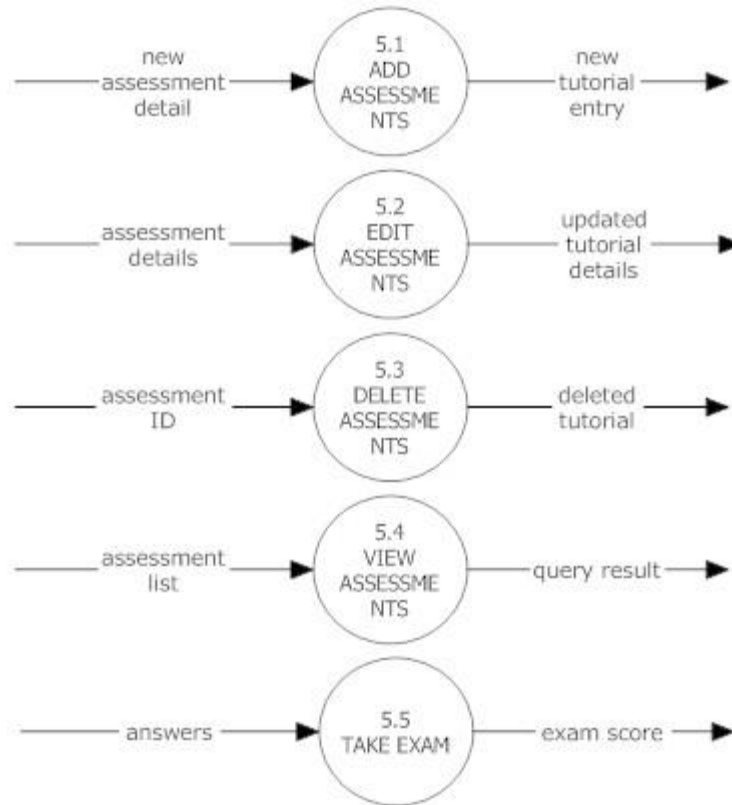 new
assessment
detail
5.1
ADD
ASSESSME
NTS
new
tutorial
entry
assessment
details
5.2
EDIT
ASSESSME
NTS
updated
tutorial
details
assessment
ID
5.3
DELETE
ASSESSME
NTS
deleted
tutorial
assessment
list
5.4
VIEW
ASSESSME
NTS
query result
answers
5.5
TAKE EXAM
exam score